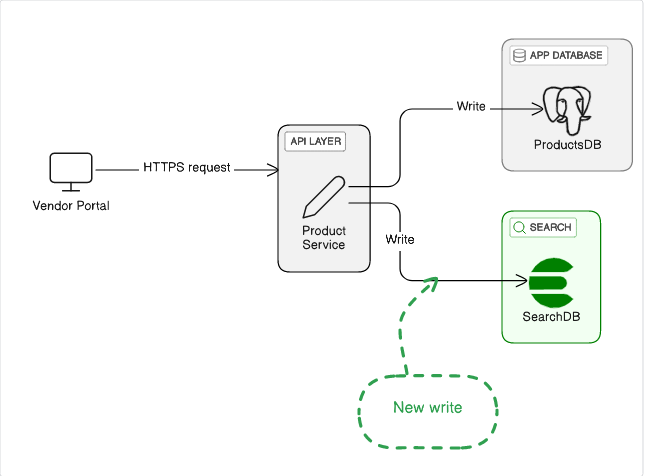 APP DATABASE
Write
ProductsDB
API LAYER
HTTPS request
Vendor Portal
Product
Service
Write
SEARCH
SearchDB
New write